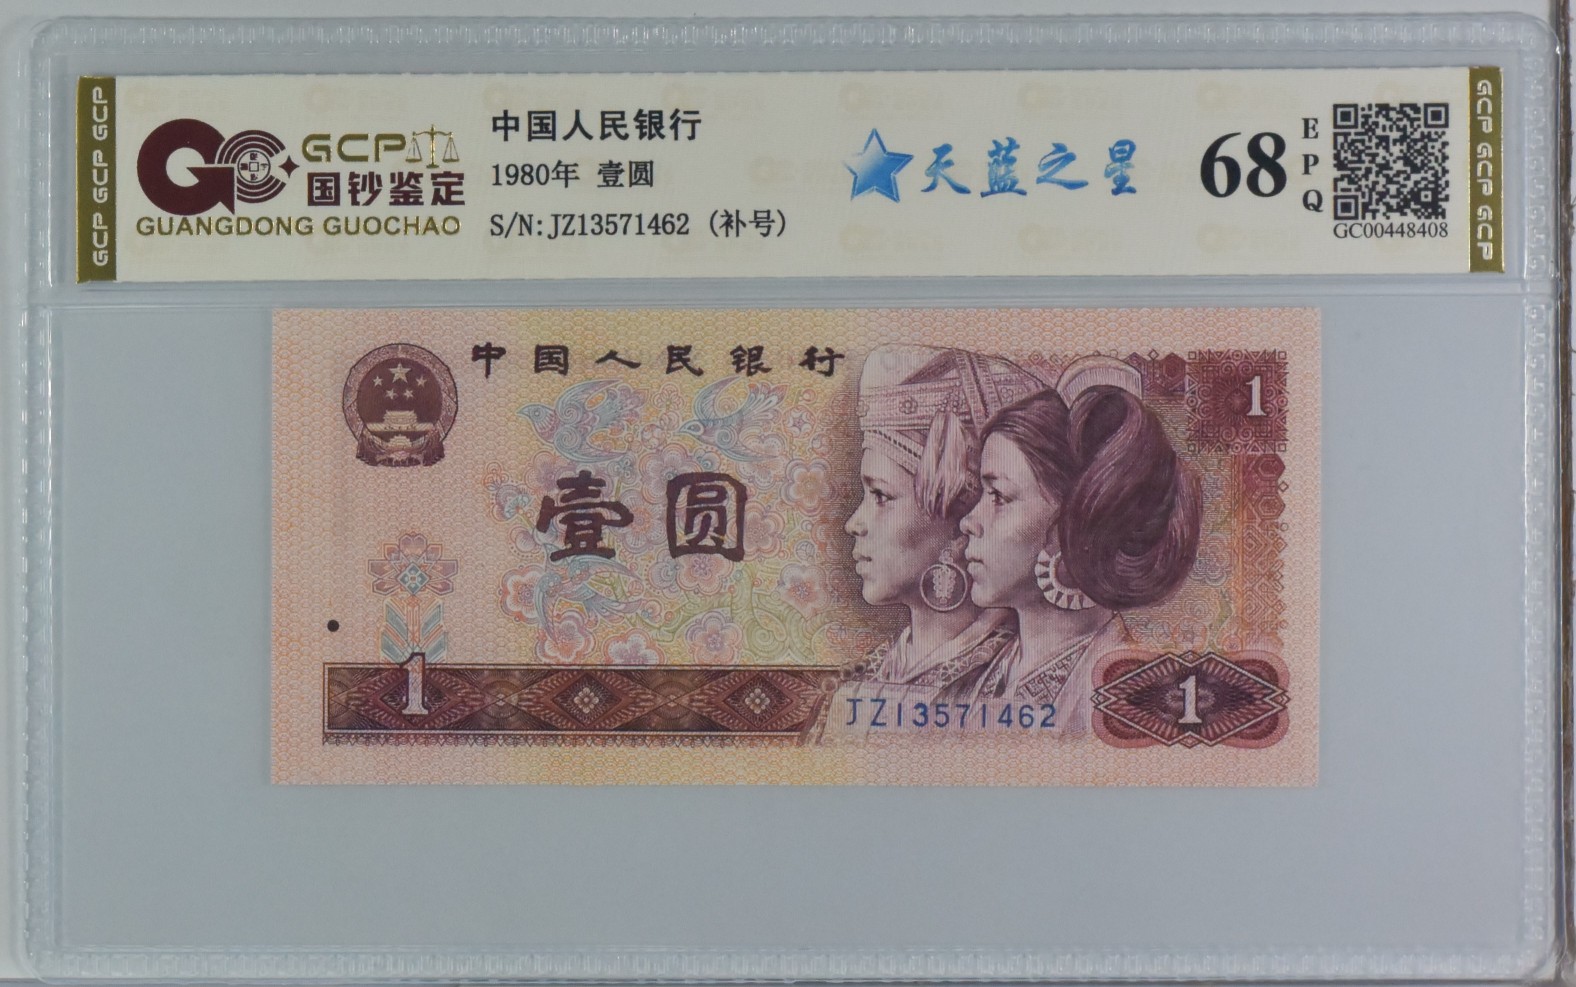 GCP GCP GCP
GC GCP
国钞鉴定
GUANGDONG GUOCHAO
中国人民银行
1980年 壹圆
S/N:JZ13571462 (补号)
天蓝之星
68
EPQ
GC00448408
GCP GCP GCP
中国人民银行
1
壹圆
1
JZ13571462
1